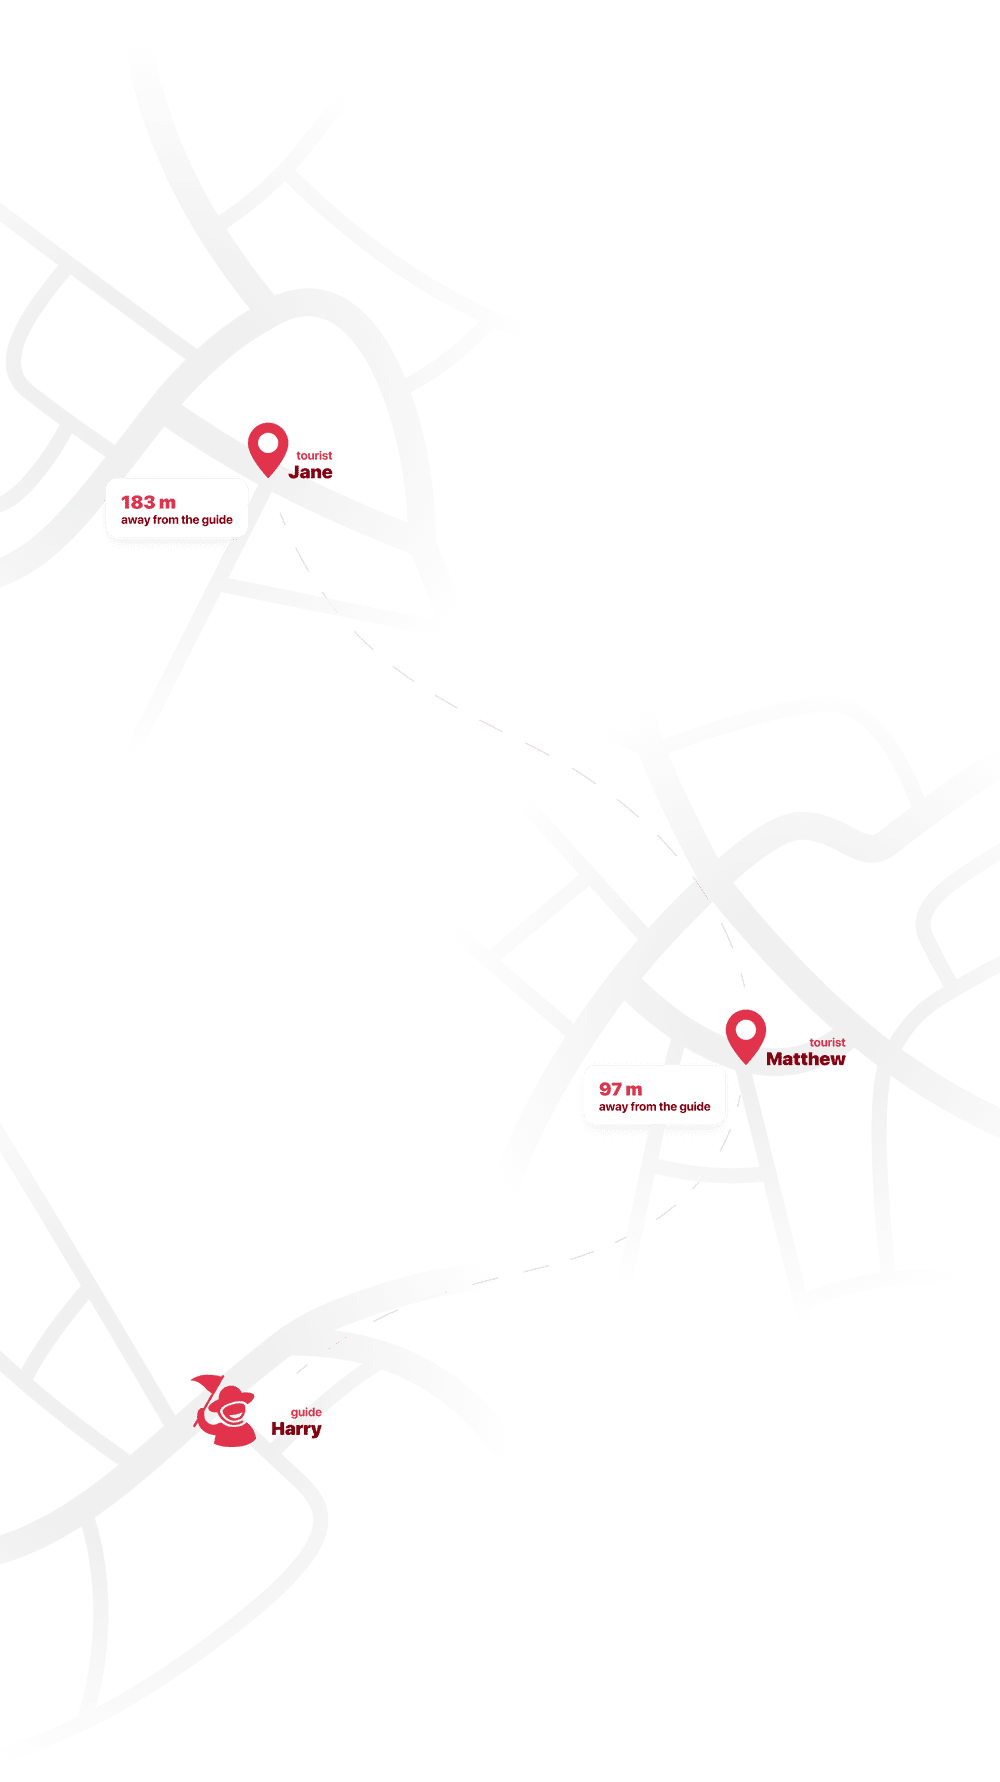 tourist
Jane
183 m
away from the guide
tourist
Matthew
97 m
away from the guide
guide
Harry